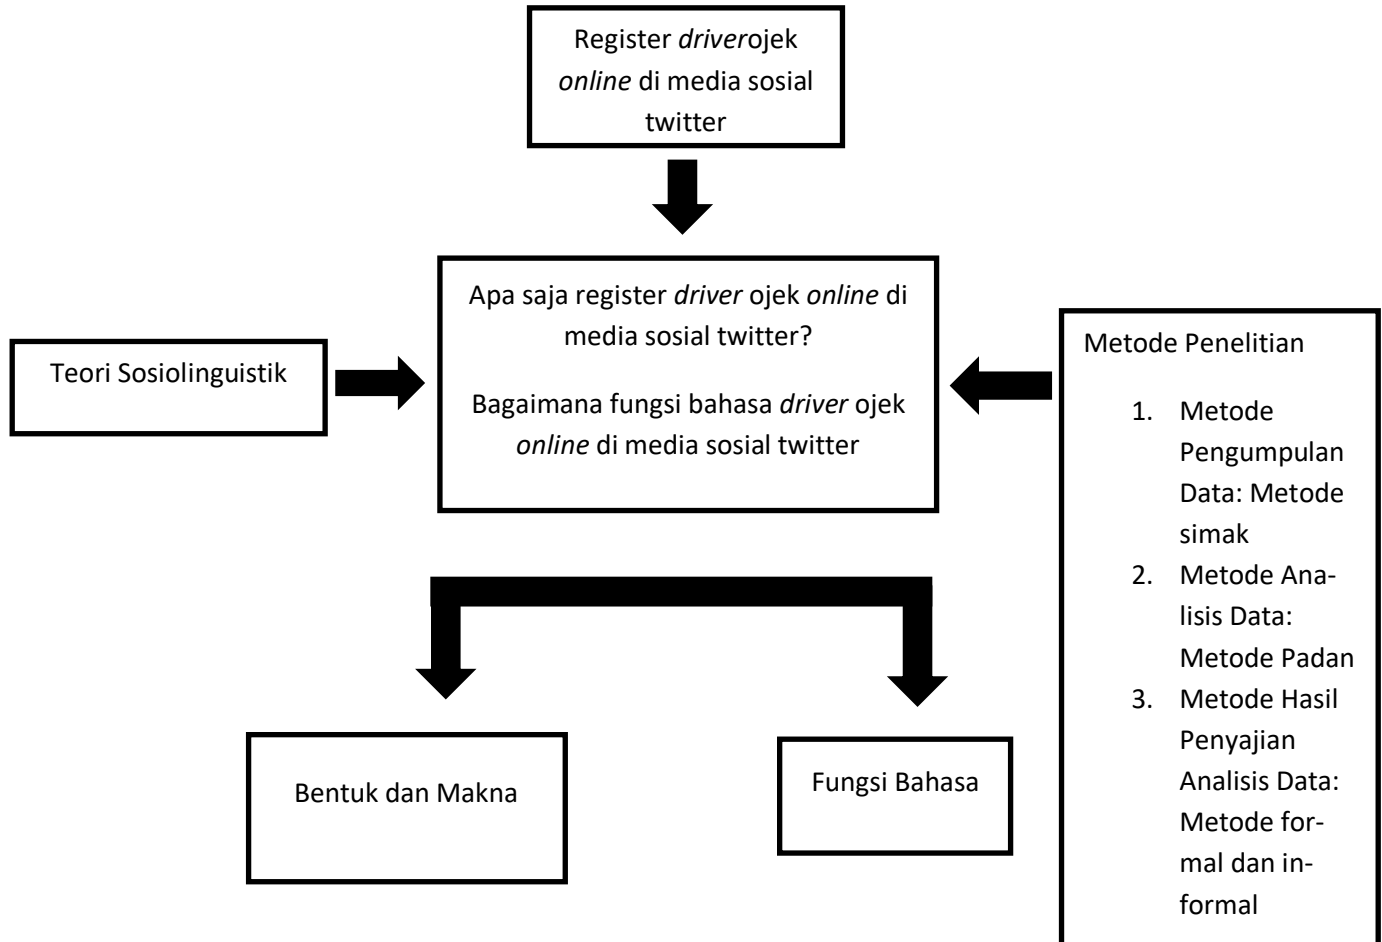 Register driverojek
online di media sosial
twitter
Apa saja register driver ojek online di
media sosial twitter?
Bagaimana fungsi bahasa driver ojek
online di media sosial twitter
Teori Sosiolinguistik
Metode Penelitian
1. Metode
Pengumpulan
Data: Metode
simak
2. Metode Ana-
lisis Data:
Metode Padan
3. Metode Hasil
Penyajian
Analisis Data:
Metode for-
mal dan in-
formal
Bentuk dan Makna
Fungsi Bahasa